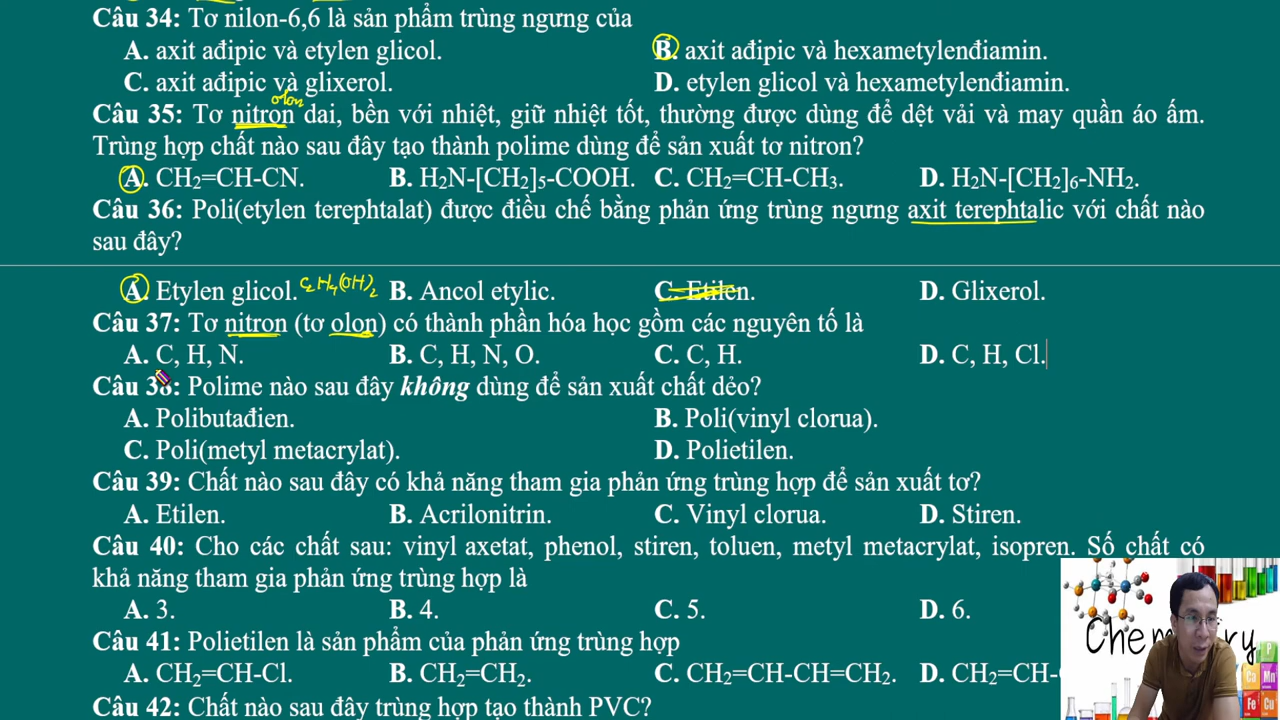 Câu 34: Tơ nilon-6,6 là sản phẩm trùng ngưng của
A. axit ađipic và etylen glicol. B. axit ađipic và hexametylenđiamin.
C. axit ađipic và glixerol. D. etylen glicol và hexametylenđiamin.
olon
Câu 35: Tơ nitron dai, bền với nhiệt, giữ nhiệt tốt, thường được dùng để dệt vải và may quần áo ấm.
Trùng hợp chất nào sau đây tạo thành polime dùng để sản xuất tơ nitron?
A. CH₂=CH-CN. B. H₂N-[CH₂]₅-COOH. C. CH₂=CH-CH₃. D. H₂N-[CH₂]₆-NH₂.
Câu 36: Poli(etylen terephtalat) được điều chế bằng phản ứng trùng ngưng axit terephtalic với chất nào
sau đây?
A. Etylen glicol. C₂H₄(OH)₂ B. Ancol etylic. C. Etilen. D. Glixerol.
Câu 37: Tơ nitron (tơ olon) có thành phần hóa học gồm các nguyên tố là
A. C, H, N. B. C, H, N, O. C. C, H. D. C, H, Cl.
Câu 38: Polime nào sau đây không dùng để sản xuất chất dẻo?
A. Polibutađien. B. Poli(vinyl clorua).
C. Poli(metyl metacrylat). D. Polietilen.
Câu 39: Chất nào sau đây có khả năng tham gia phản ứng trùng hợp để sản xuất tơ?
A. Etilen. B. Acrilonitrin. C. Vinyl clorua. D. Stiren.
Câu 40: Cho các chất sau: vinyl axetat, phenol, stiren, toluen, metyl metacrylat, isopren. Số chất có
khả năng tham gia phản ứng trùng hợp là
A. 3. B. 4. C. 5. D. 6.
Câu 41: Polietilen là sản phẩm của phản ứng trùng hợp
A. CH₂=CH-Cl. B. CH₂=CH₂. C. CH₂=CH-CH=CH₂. D. CH₂=CH-
Câu 42: Chất nào sau đây trùng hợp tạo thành PVC?